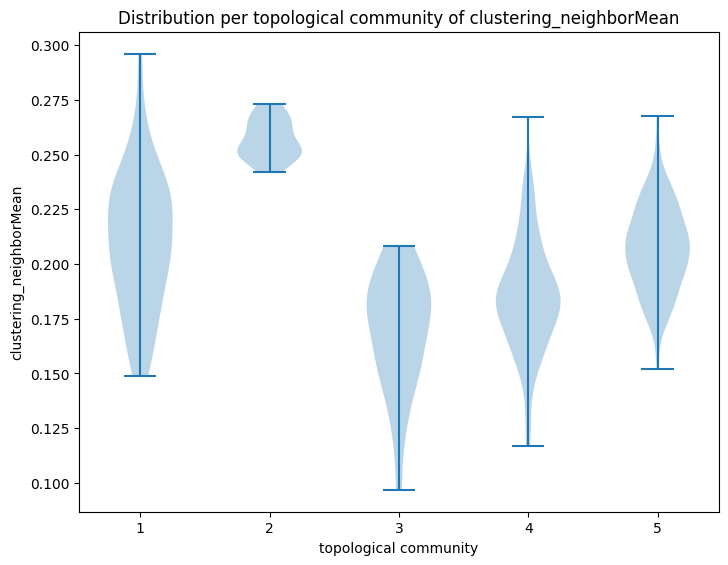 Distribution per topological community of clustering_neighborMean
0.300
0.275
0.250
0.225
0.200
0.175
0.150
0.125
0.100
clustering_neighborMean
1 2 3 4 5
topological community